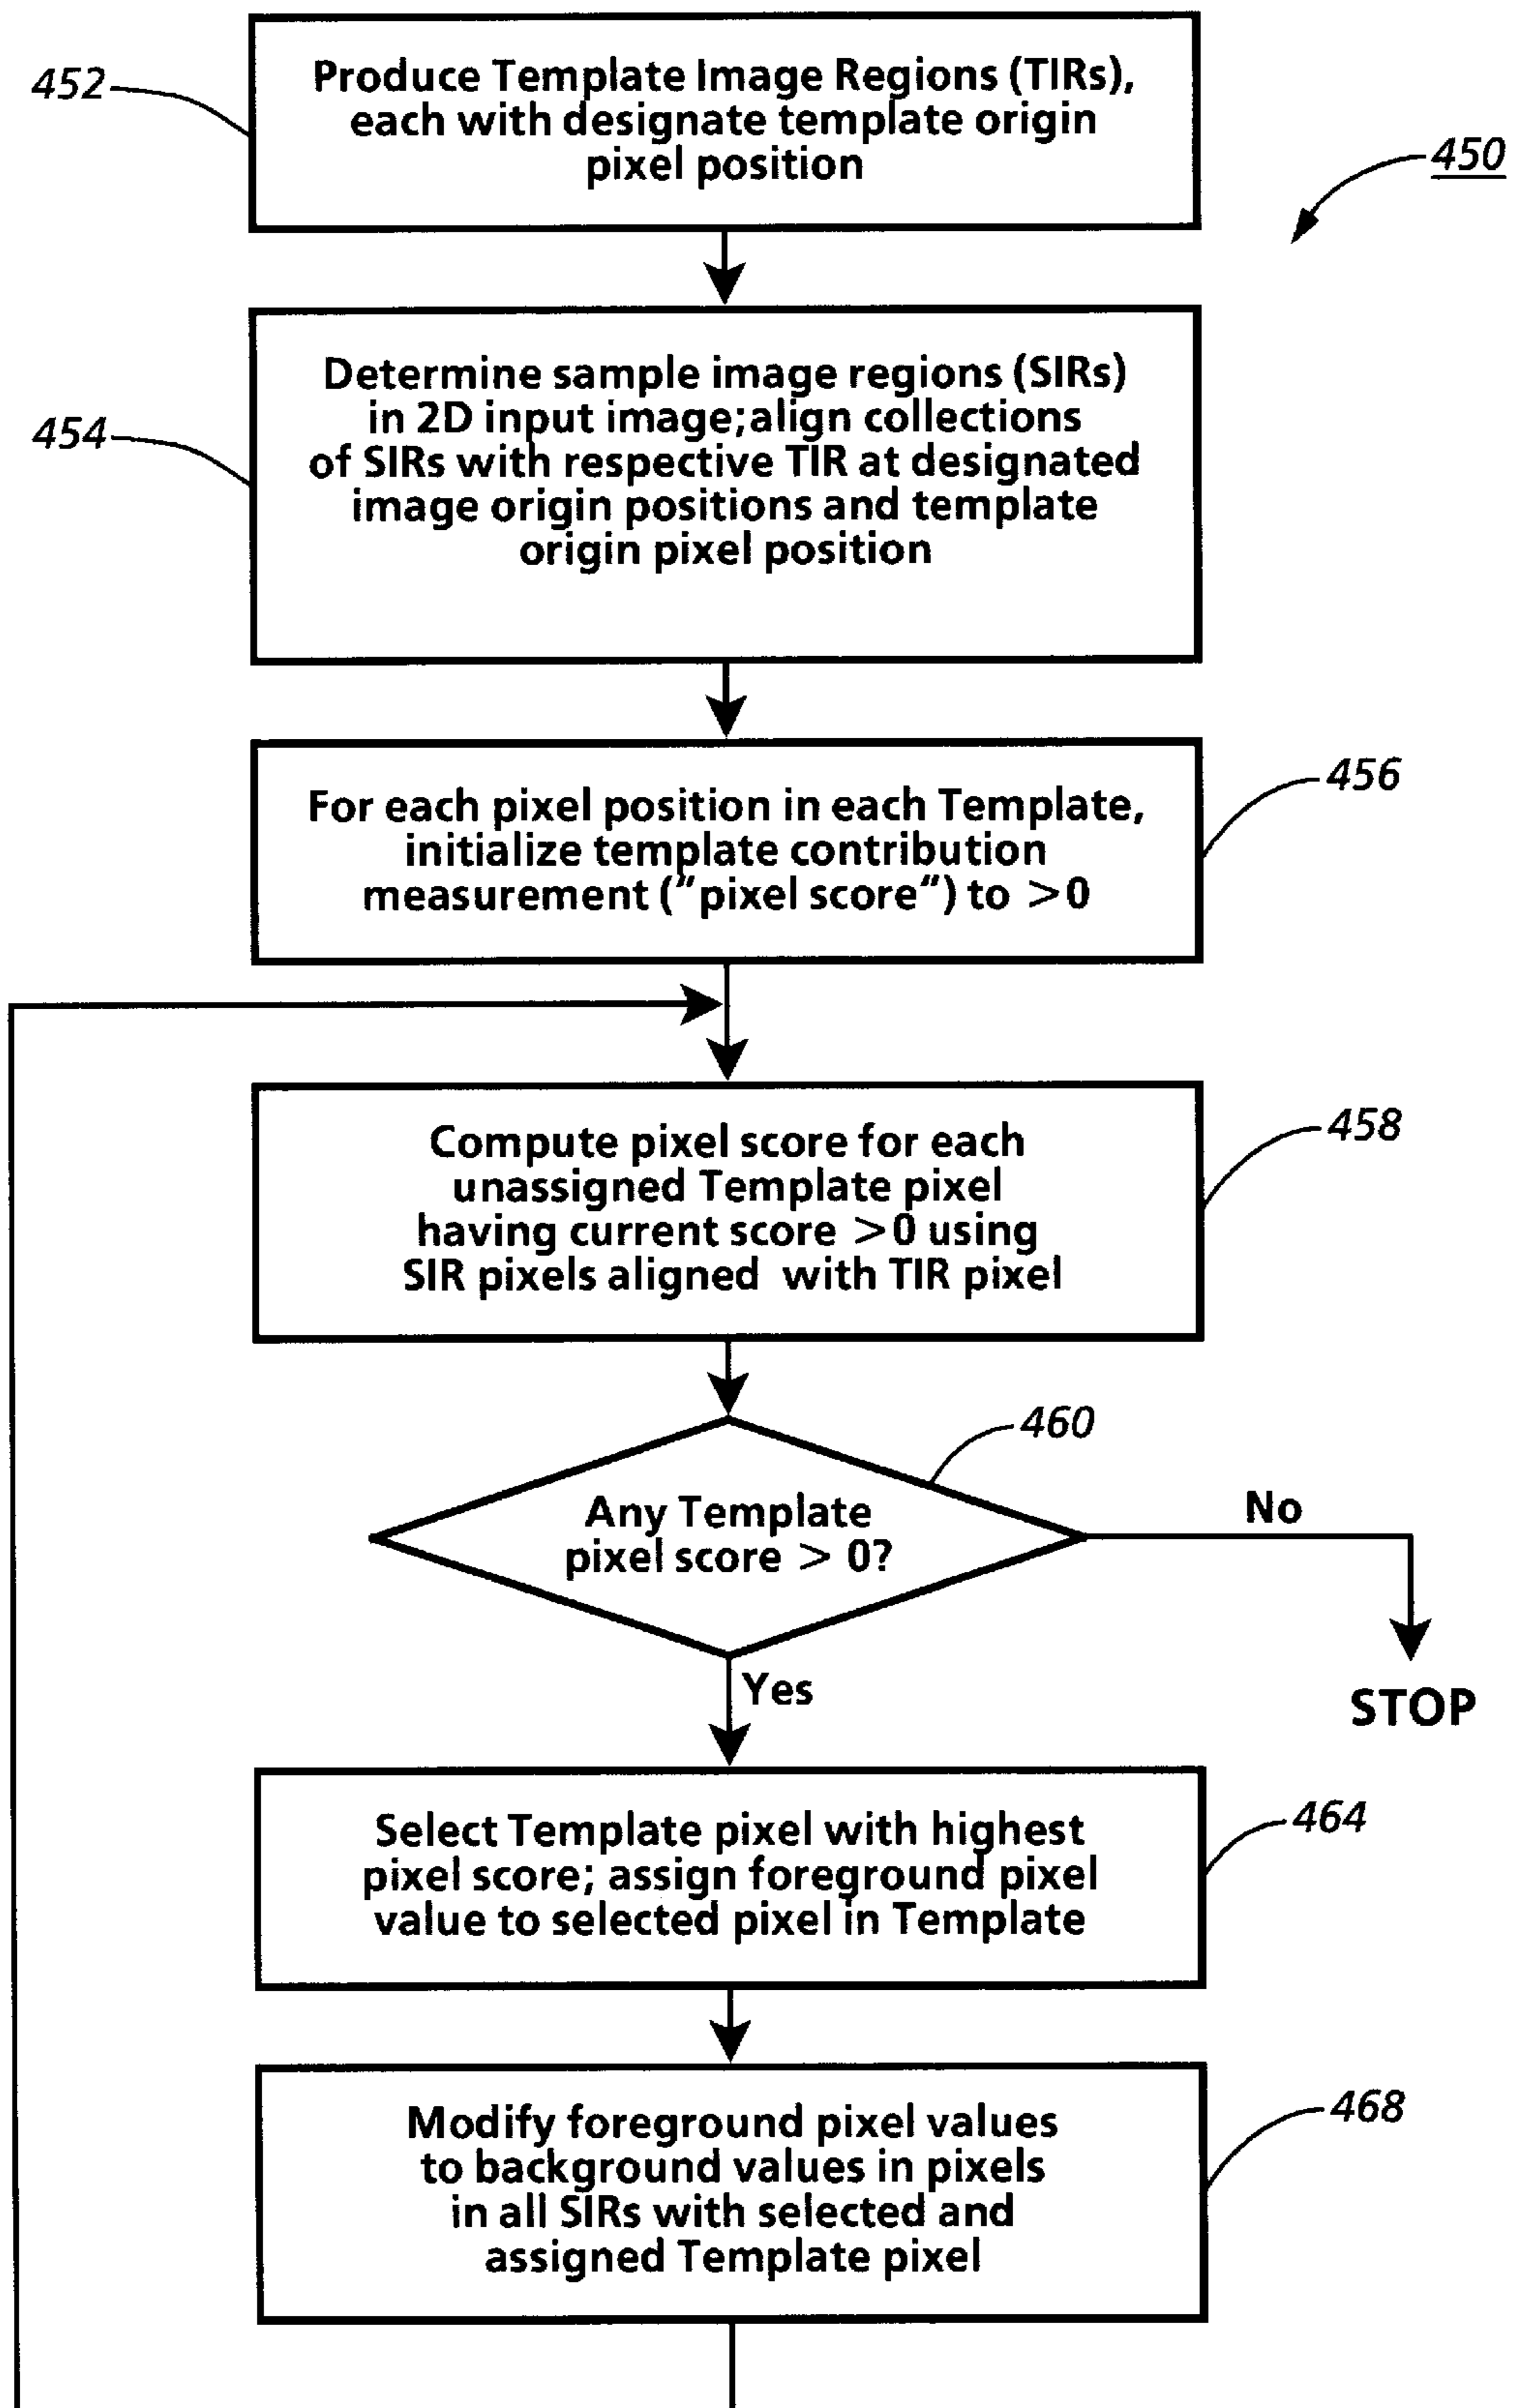 452
Produce Template Image Regions (TIRs),
each with designate template origin
pixel position
450
454
Determine sample image regions (SIRs)
in 2D input image;align collections
of SIRs with respective TIR at designated
image origin positions and template
origin pixel position
456
For each pixel position in each Template,
initialize template contribution
measurement ("pixel score") to >0
458
Compute pixel score for each
unassigned Template pixel
having current score >0 using
SIR pixels aligned with TIR pixel
460
Any Template
pixel score > 0?
No
Yes
STOP
464
Select Template pixel with highest
pixel score; assign foreground pixel
value to selected pixel in Template
468
Modify foreground pixel values
to background values in pixels
in all SIRs with selected and
assigned Template pixel